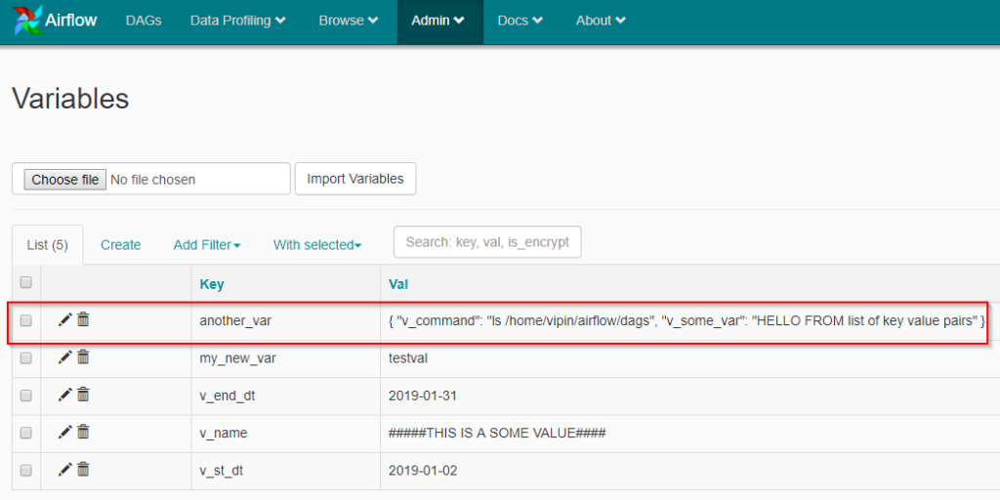 Airflow DAGs Data Profiling Browse Admin Docs About
Variables
Choose file No file chosen Import Variables
List (5) Create Add Filter With selected Search: key, val, is_encrypt
Key Val
another_var { "v_command": "ls /home/vipin/airflow/dags", "v_some_var": "HELLO FROM list of key value pairs" }
my_new_var testval
v_end_dt 2019-01-31
v_name #####THIS IS A SOME VALUE####
v_st_dt 2019-01-02